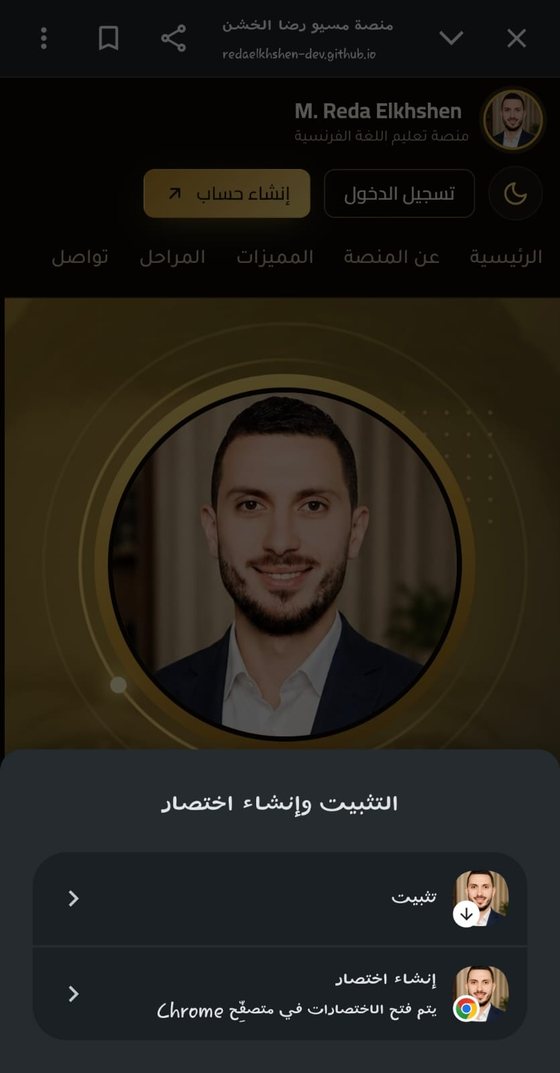 منصة مسيو رضا الخشن
redaelkhshen-dev.github.io
M. Reda Elkhshen
منصة تعليم اللغة الفرنسية
تسجيل الدخول
إنشاء حساب
الرئيسية
عن المنصة
المميزات
المراحل
تواصل
التثبيت وإنشاء اختصار
تثبيت
إنشاء اختصار
يتم فتح الاختصارات في متصفِّح Chrome